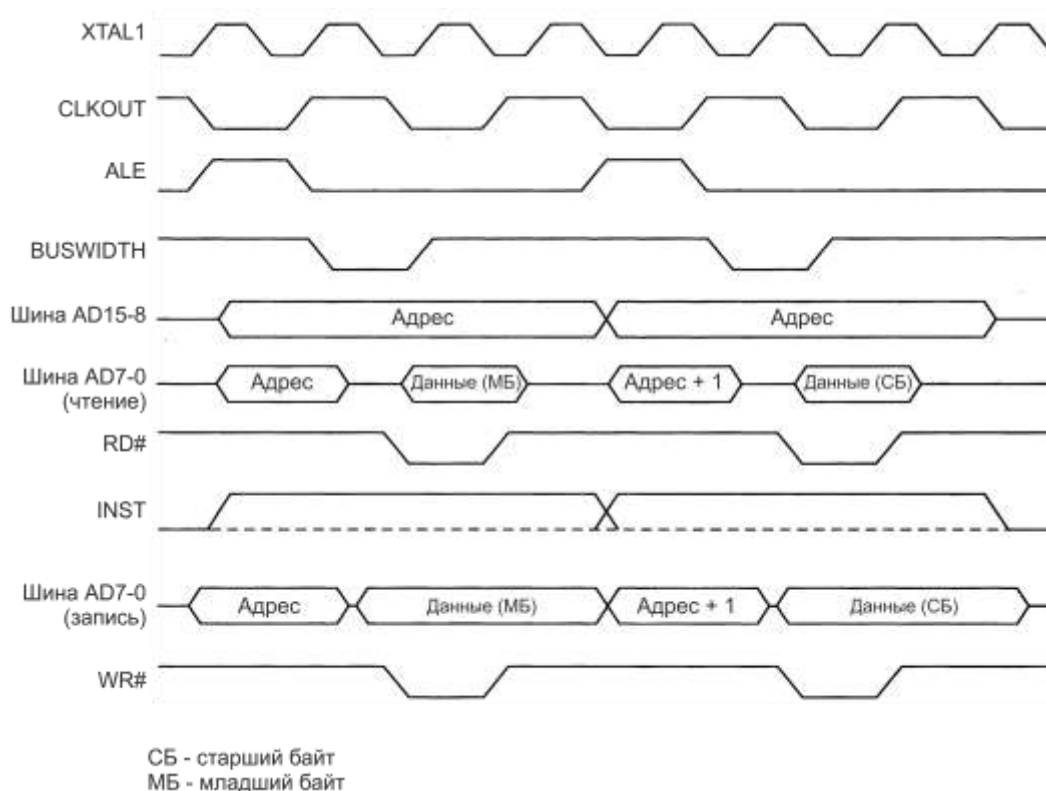 XTAL1
CLKOUT
ALE
BUSWIDTH
Шина AD15-8
Адрес
Адрес
Шина AD7-0
(чтение)
Адрес
Данные (МБ)
Адрес + 1
Данные (СБ)
RD#
INST
Шина AD7-0
(запись)
Адрес
Данные (МБ)
Адрес + 1
Данные (СБ)
WR#
СБ - старший байт
МБ - младший байт